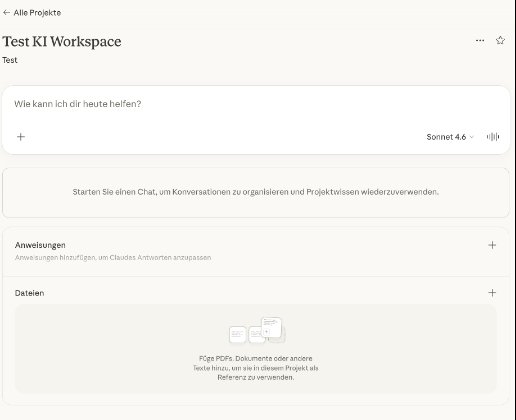 ← Alle Projekte
Test KI Workspace
Test
Wie kann ich dir heute helfen?
Sonnet 4.6
Starten Sie einen Chat, um Konversationen zu organisieren und Projektwissen wiederzuverwenden.
Anweisungen
Anweisungen hinzufügen, um Claudes Antworten anzupassen
Dateien
Füge PDFs, Dokumente oder andere
Texte hinzu, um sie in diesem Projekt als
Referenz zu verwenden.